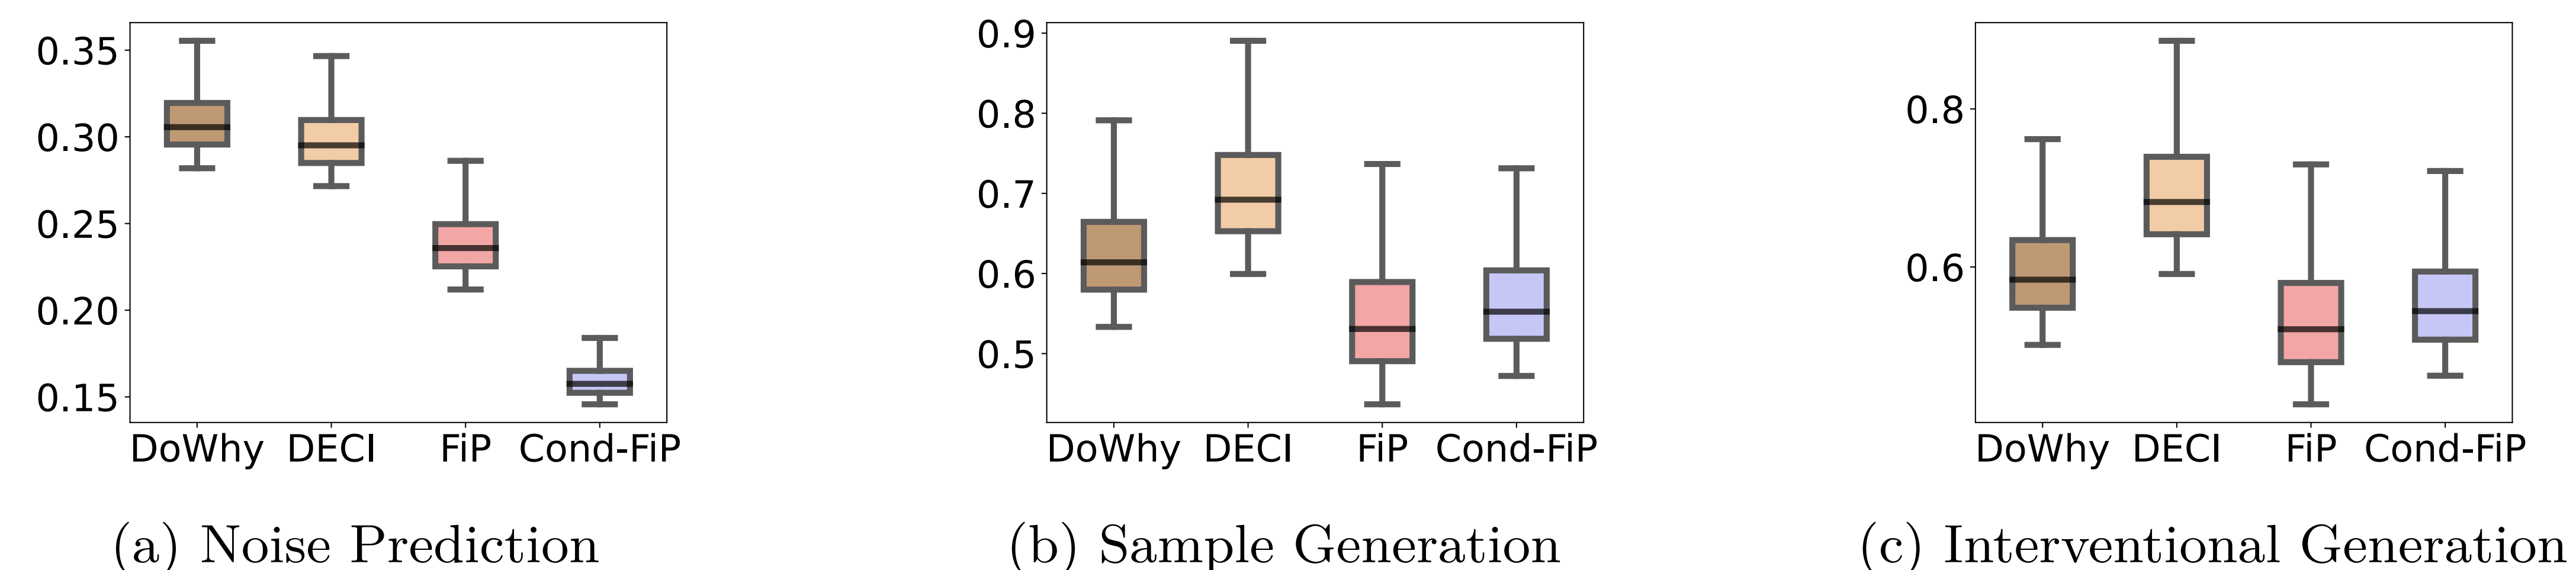 0.35
0.30
0.25
0.20
0.15
DoWhy DECI FiP Cond-FiP
(a) Noise Prediction
0.9
0.8
0.7
0.6
0.5
DoWhy DECI FiP Cond-FiP
(b) Sample Generation
0.8
0.6
DoWhy DECI FiP Cond-FiP
(c) Interventional Generation